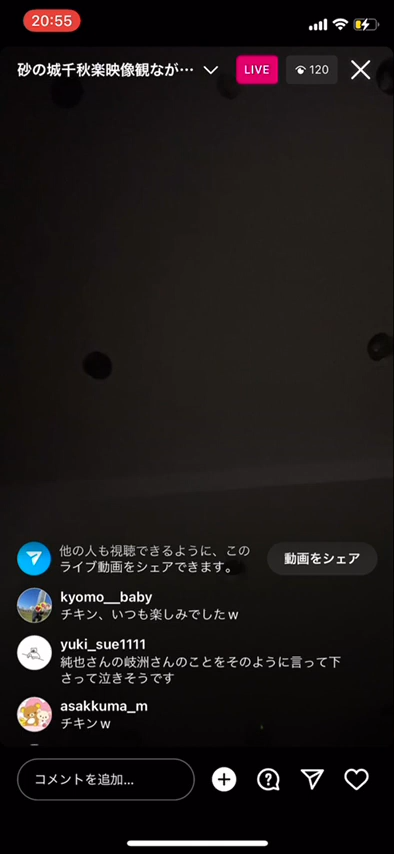 20:55
砂の城千秋楽映像観なが…
LIVE
120
他の人も視聴できるように、この
ライブ動画をシェアできます。
動画をシェア
kyomo__baby
チキン、いつも楽しみでしたw
yuki_sue1111
純也さんの岐洲さんのことをそのように言って下
さって泣きそうです
asakkuma_m
チキンw
コメントを追加...